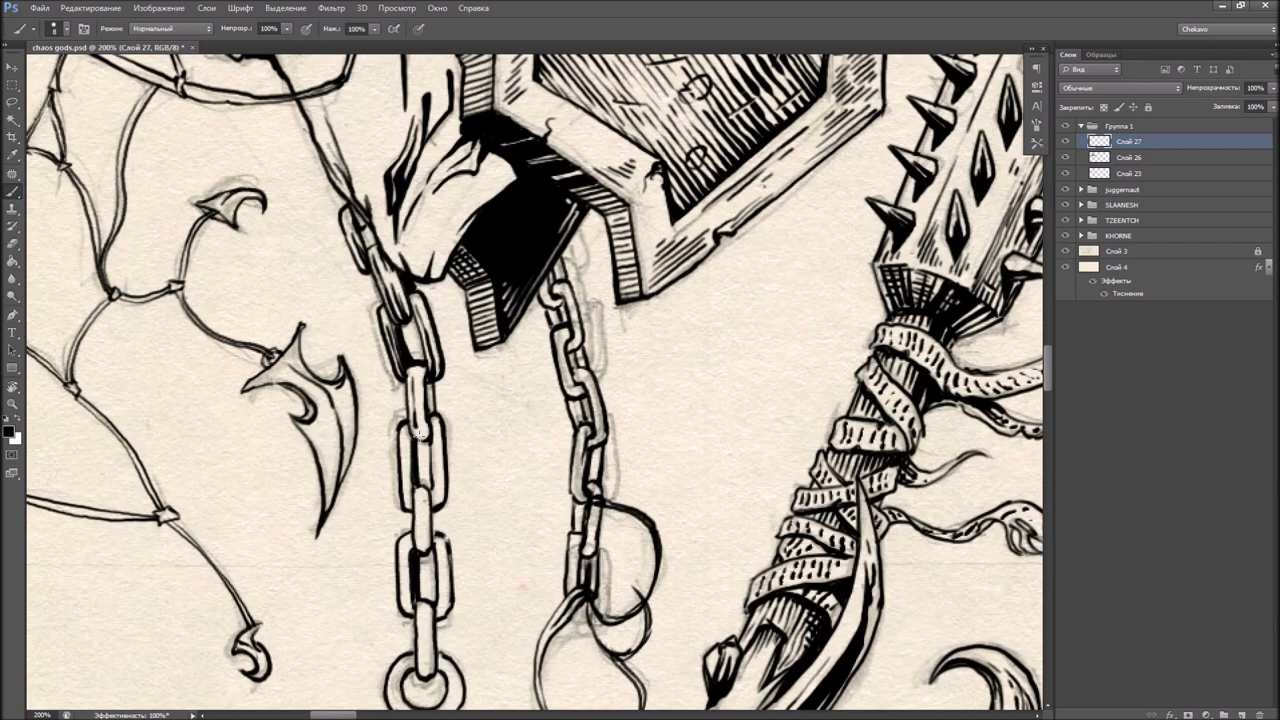 Ps Файл Редактирование Изображение Слои Шрифт Выделение Фильтр 3D Просмотр Окно Справка
8 Режим: Нормальный Непрозр.: 100% Наж.: 100% Chekavo
chaos gods.psd @ 200% (Слой 27, RGB/8) * ×
Слои Образцы
Вид
Обычные Непрозрачность: 100%
Закрепить: Заливка: 100%
Группа 1
Слой 27
Слой 26
Слой 23
juggernaut
SLAANESH
TZEENTCH
KHORNE
Слой 3
Слой 4 fx
Эффекты
Тиснение
200% Эффективность: 100%*